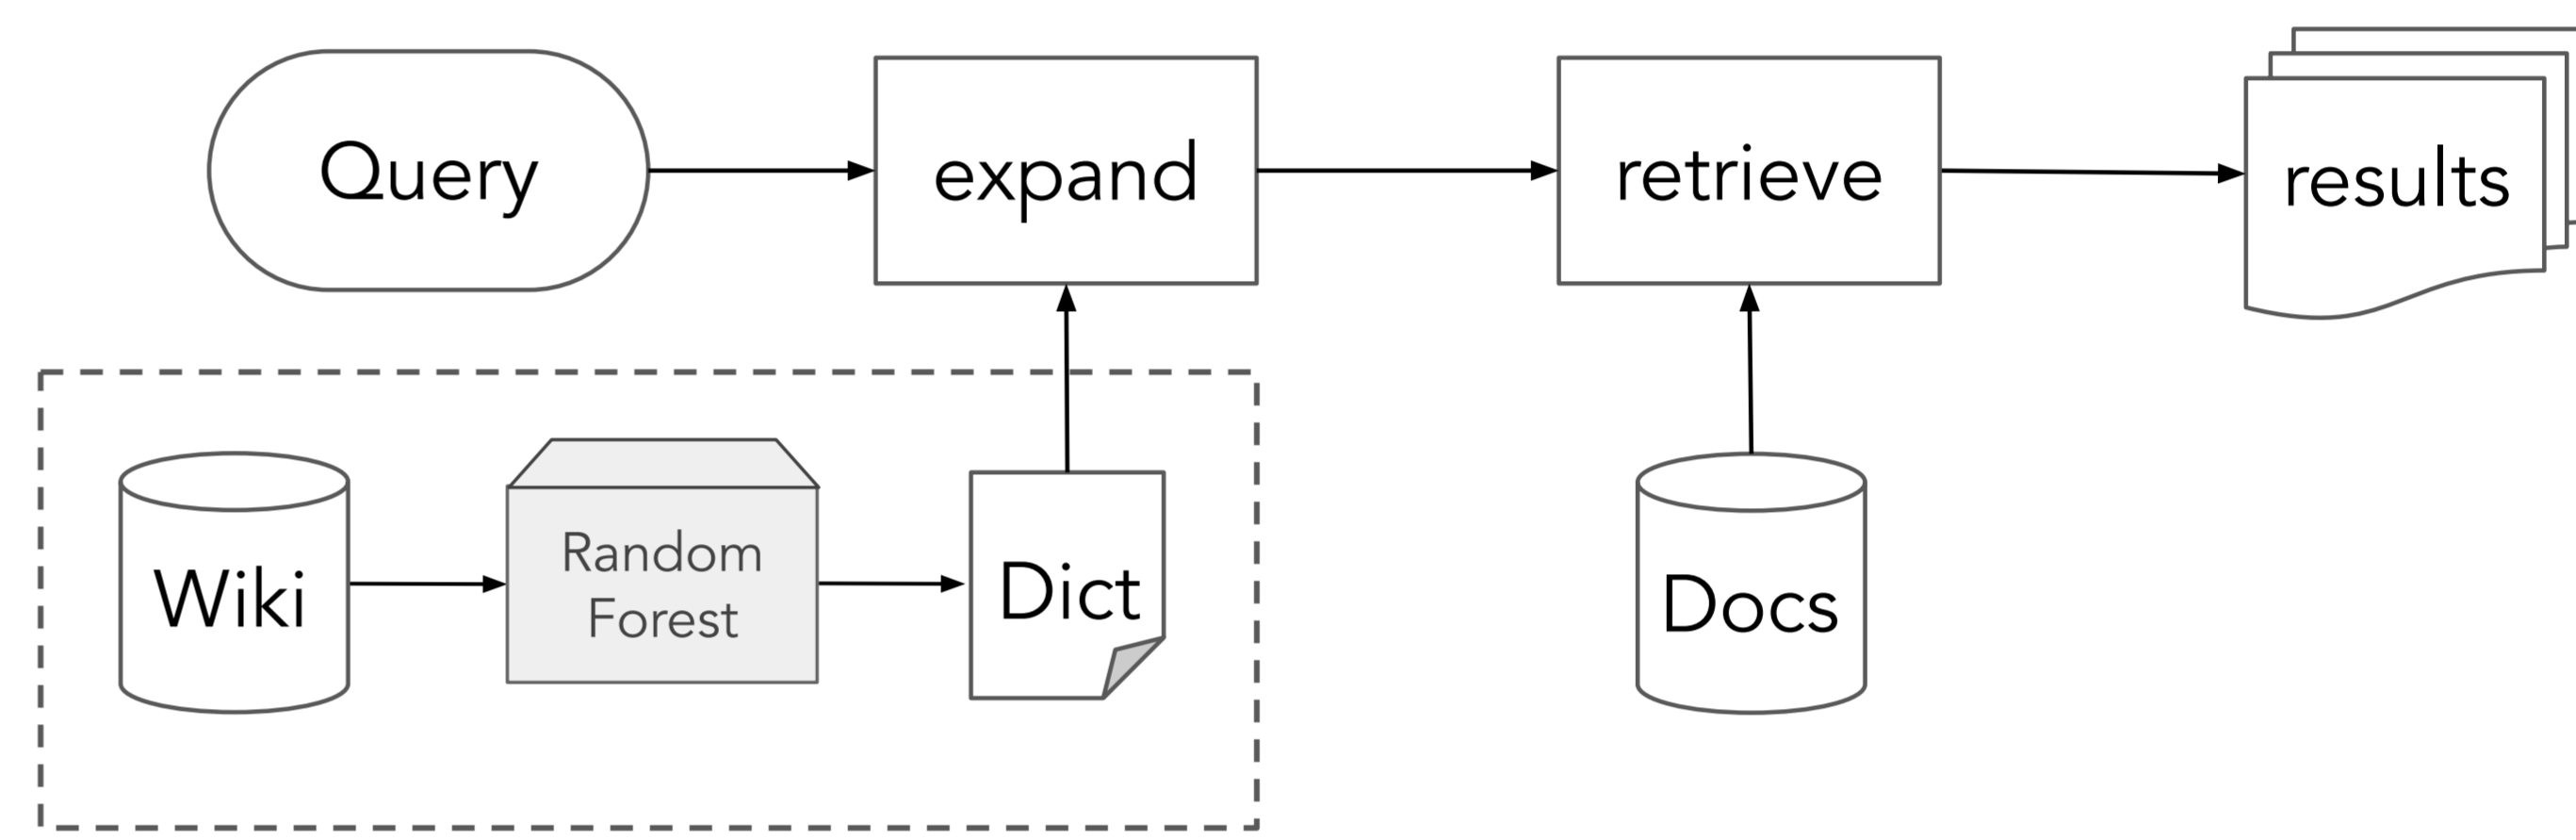 Query
expand
retrieve
results
Wiki
Random
Forest
Dict
Docs